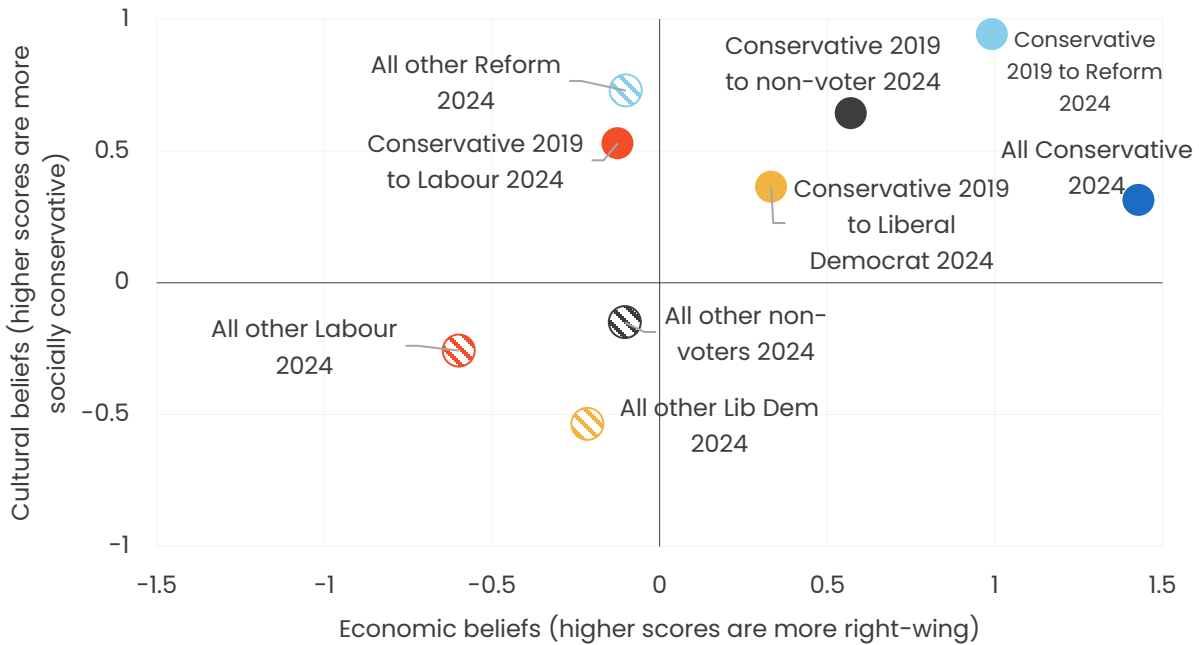 1
0.5
0
−0.5
−1
Cultural beliefs (higher scores are more
socially conservative)
All other Reform
2024
Conservative 2019
to Labour 2024
Conservative 2019
to non-voter 2024
Conservative
2019 to Reform
2024
All Conservative
2024
Conservative 2019
to Liberal
Democrat 2024
All other Labour
2024
All other non-
voters 2024
All other Lib Dem
2024
−1.5
−1
−0.5
0
0.5
1
1.5
Economic beliefs (higher scores are more right-wing)